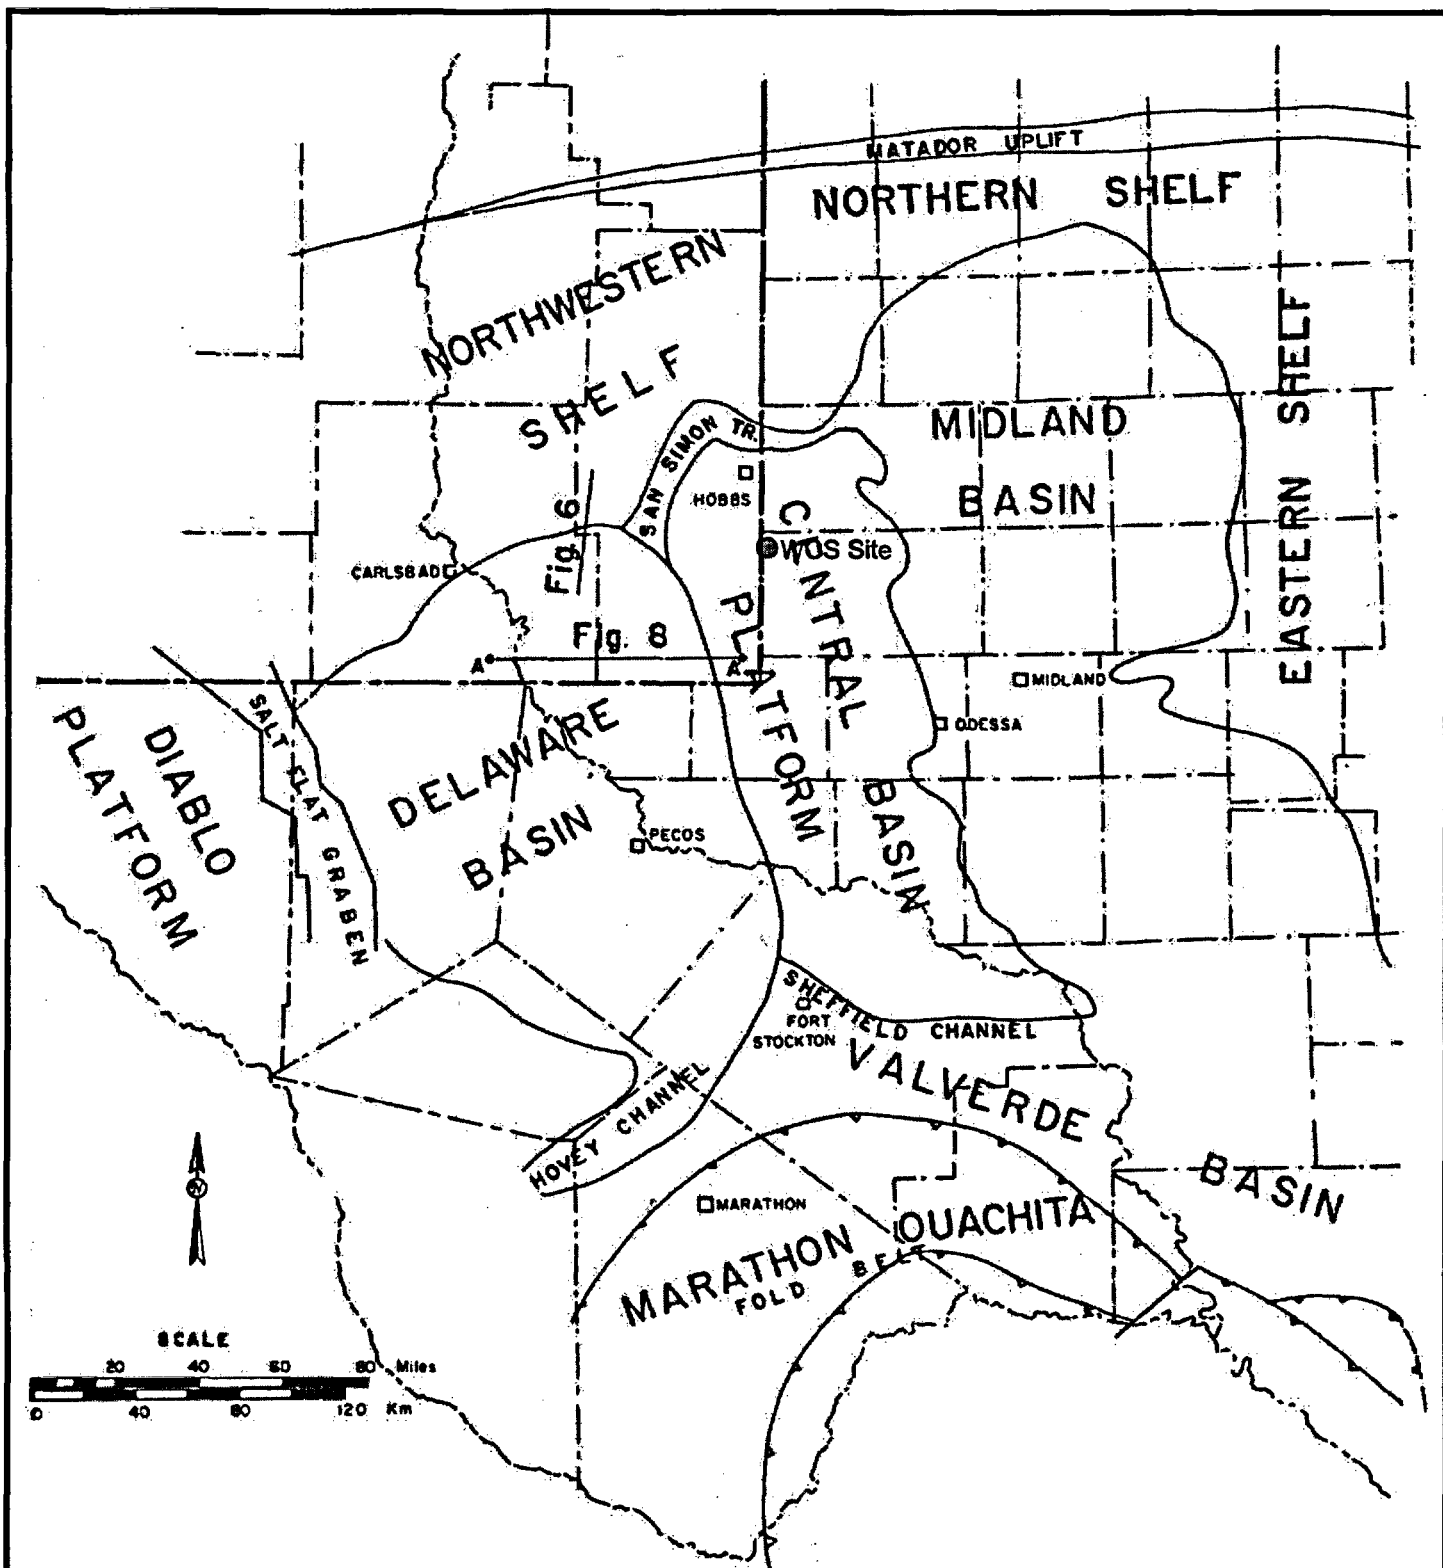 MATADOR UPLIFT
NORTHERN SHELF
NORTHWESTERN
SHELF
EASTERN SHELF
MIDLAND
BASIN
SAN SIMON TR.
HOBBS
CENTRAL
BASIN
PLATFORM
WCS Site
CARLSBAD
Fig. 6
Fig. 8
A
A'
MIDLAND
ODESSA
SALT FLAT GRABEN
DIABLO
PLATFORM
DELAWARE
BASIN
PECOS
SHEFFIELD CHANNEL
FORT
STOCKTON
VALVERDE
BASIN
HOVEY CHANNEL
MARATHON
MARATHON OUACHITA
FOLD BELT
N
SCALE
20 40 60 80 Miles
0 40 80 120 Km